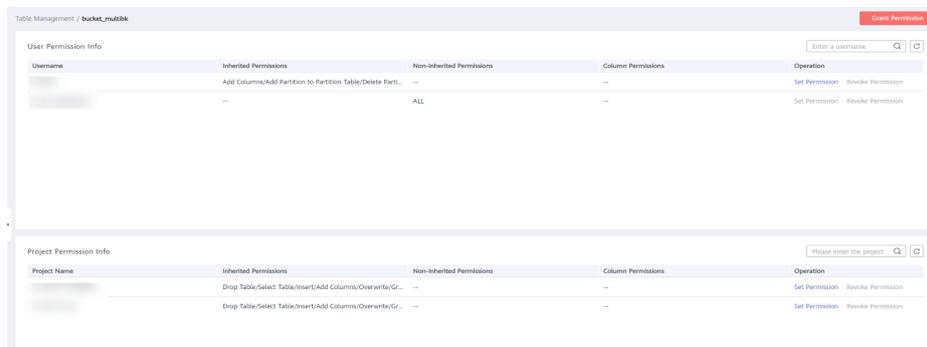 Table Management / bucket_multibk
Grant Permission
User Permission Info
Enter a username.
Username Inherited Permissions Non-inherited Permissions Column Permissions Operation
Add Columns/Add Partition to Partition Table/Delete Parti... -- -- Set Permission Revoke Permission
-- ALL -- Set Permission Revoke Permission
Project Permission Info
Please enter the project
Project Name Inherited Permissions Non-inherited Permissions Column Permissions Operation
Drop Table/Select Table/Insert/Add Columns/Overwrite/Gr... -- -- Set Permission Revoke Permission
Drop Table/Select Table/Insert/Add Columns/Overwrite/Gr... -- -- Set Permission Revoke Permission